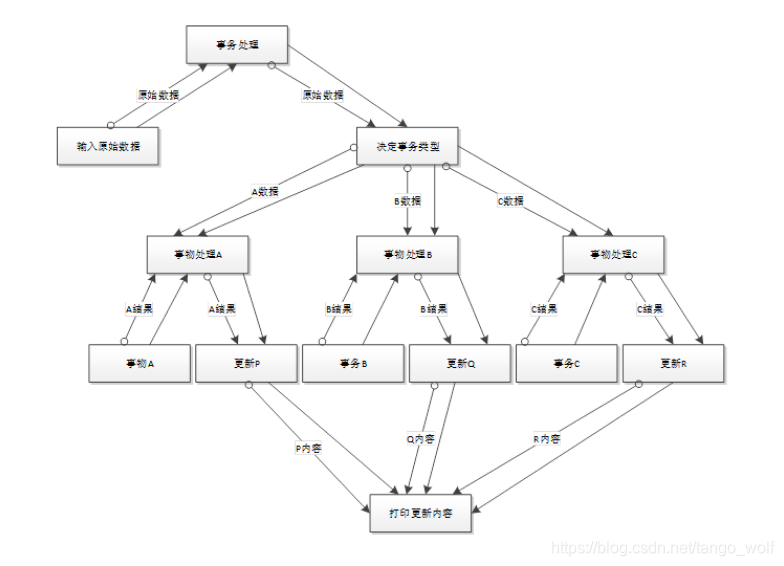 事务处理
原始数据
原始数据
输入原始数据
决定事务类型
A数据
B数据
C数据
事物处理A
事物处理B
事物处理C
A结果
A结果
B结果
B结果
C结果
C结果
事物A
更新P
事务B
更新Q
事务C
更新R
P内容
Q内容
R内容
打印更新内容
https://blog.csdn.net/tango_wolf